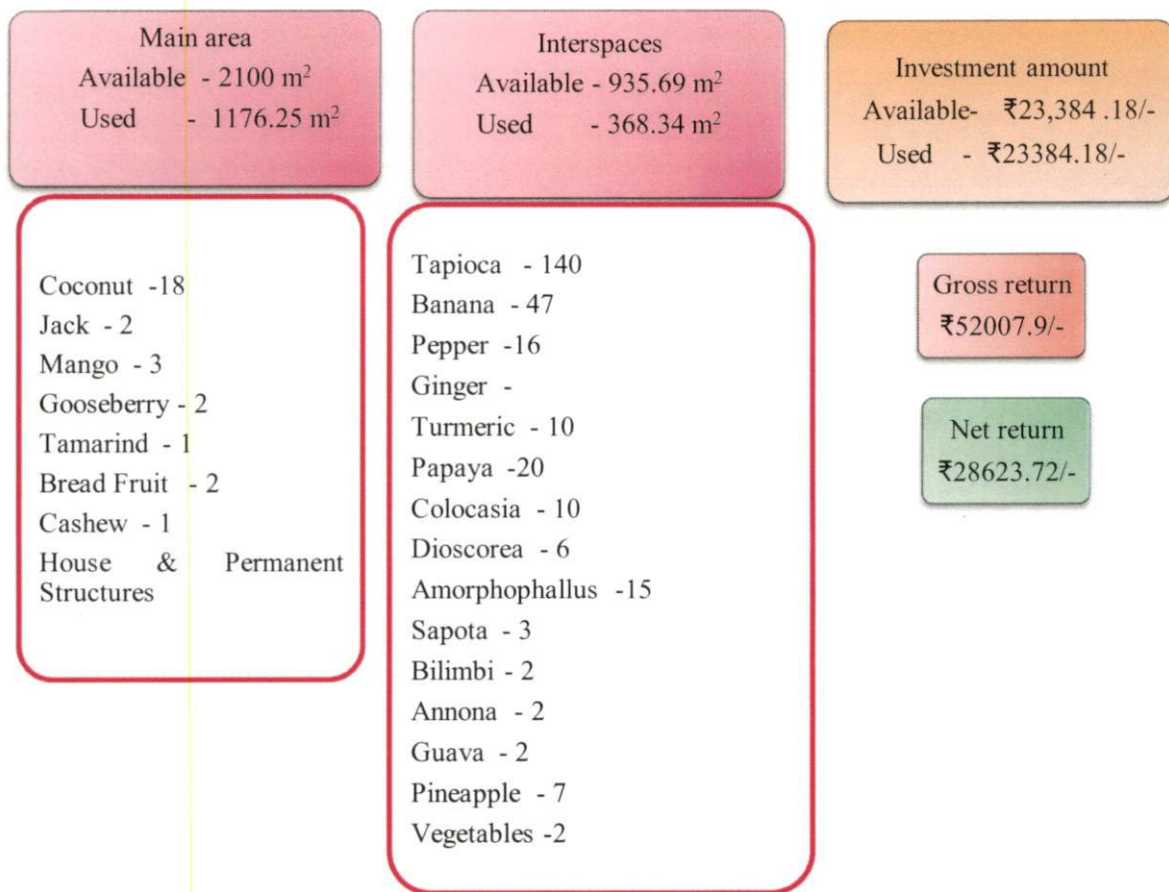 Main area
Available - 2100 m²
Used - 1176.25 m²
Interspaces
Available - 935.69 m²
Used - 368.34 m²
Investment amount
Available- ₹23,384 .18/-
Used - ₹23384.18/-
Coconut -18
Jack - 2
Mango - 3
Gooseberry - 2
Tamarind - 1
Bread Fruit - 2
Cashew - 1
House & Permanent
Structures
Tapioca - 140
Banana - 47
Pepper -16
Ginger -
Turmeric - 10
Papaya -20
Colocasia - 10
Dioscorea - 6
Amorphophallus -15
Sapota - 3
Bilimbi - 2
Annona - 2
Guava - 2
Pineapple - 7
Vegetables -2
Gross return
₹52007.9/-
Net return
₹28623.72/-